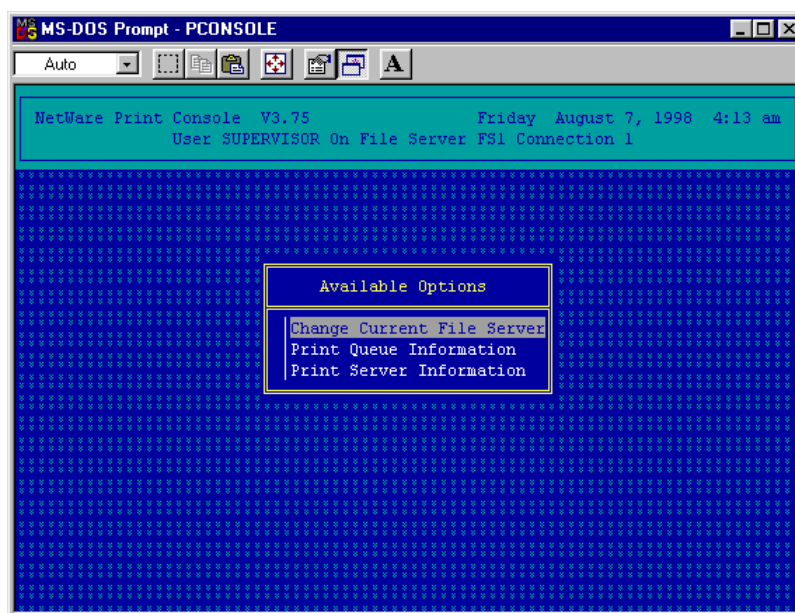 MS-DOS Prompt - PCONSOLE
Auto
A
NetWare Print Console V3.75 Friday August 7, 1998 4:13 am
User SUPERVISOR On File Server FS1 Connection 1
Available Options
Change Current File Server
Print Queue Information
Print Server Information